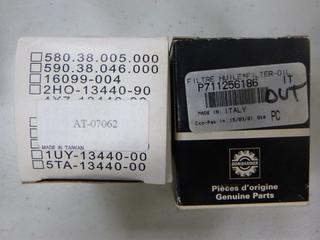 580.38.005.000
590.38.046.000
16099-004
2HO-13440-90
AT-07062
MADE IN TAIWAN
1UY-13440-00
5TA-13440-00
FILTRE HUILE*FILTER-OIL
P711256186 IT
OUT
MADE IN ITALY
PC
BOMBARDIER
Pièces d'origine
Genuine Parts